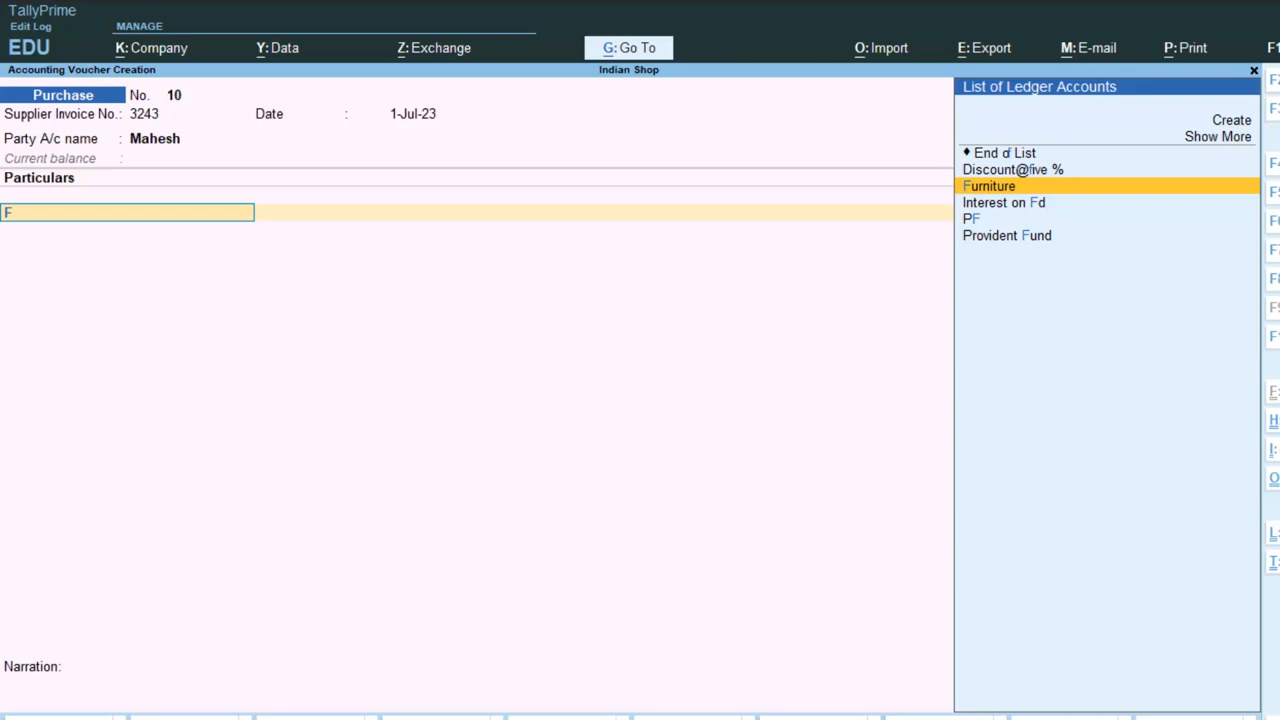 TallyPrime
Edit Log
MANAGE
EDU
K: Company
Y: Data
Z: Exchange
G: Go To
O: Import
E: Export
M: E-mail
P: Print
Accounting Voucher Creation
Indian Shop
Purchase No. 10
Supplier Invoice No.: 3243 Date : 1-Jul-23
Party A/c name : Mahesh
Current balance :
Particulars
F
List of Ledger Accounts
Create
Show More
♦ End of List
Discount@five %
Furniture
Interest on Fd
PF
Provident Fund
H:
I:
L:
T:
Narration: